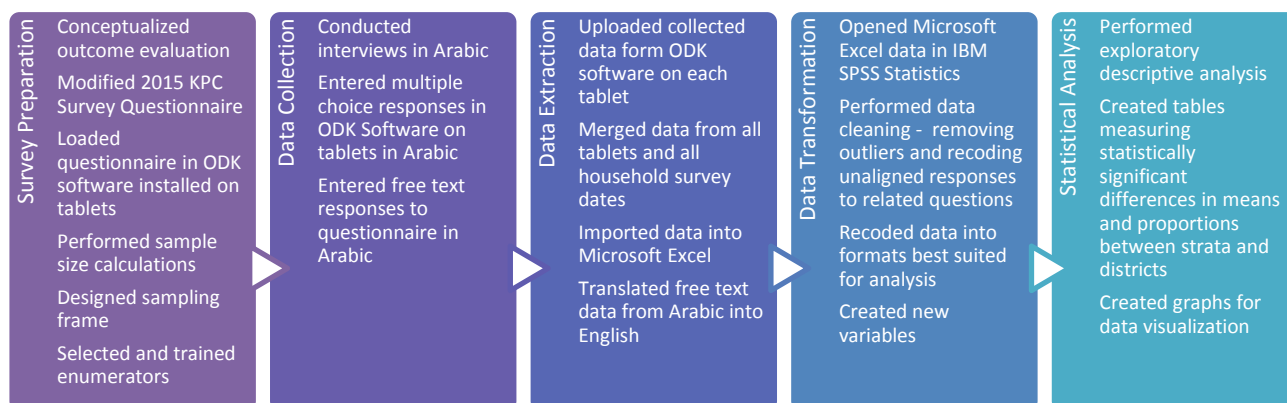 Survey Preparation
Conceptualized
outcome evaluation
Modified 2015 KPC
Survey Questionnaire
Loaded
questionnaire in ODK
software installed on
tablets
Performed sample
size calculations
Designed sampling
frame
Selected and trained
enumerators
Data Collection
Conducted
interviews in Arabic
Entered multiple
choice responses in
ODK Software on
tablets in Arabic
Entered free text
responses to
questionnaire in
Arabic
Data Extraction
Uploaded collected
data form ODK
software on each
tablet
Merged data from all
tablets and all
household survey
dates
Imported data into
Microsoft Excel
Translated free text
data from Arabic into
English
Data Transformation
Opened Microsoft
Excel data in IBM
SPSS Statistics
Performed data
cleaning - removing
outliers and recoding
unaligned responses
to related questions
Recoded data into
formats best suited
for analysis
Created new
variables
Statistical Analysis
Performed
exploratory
descriptive analysis
Created tables
measuring
statistically
significant
differences in means
and proportions
between strata and
districts
Created graphs for
data visualization